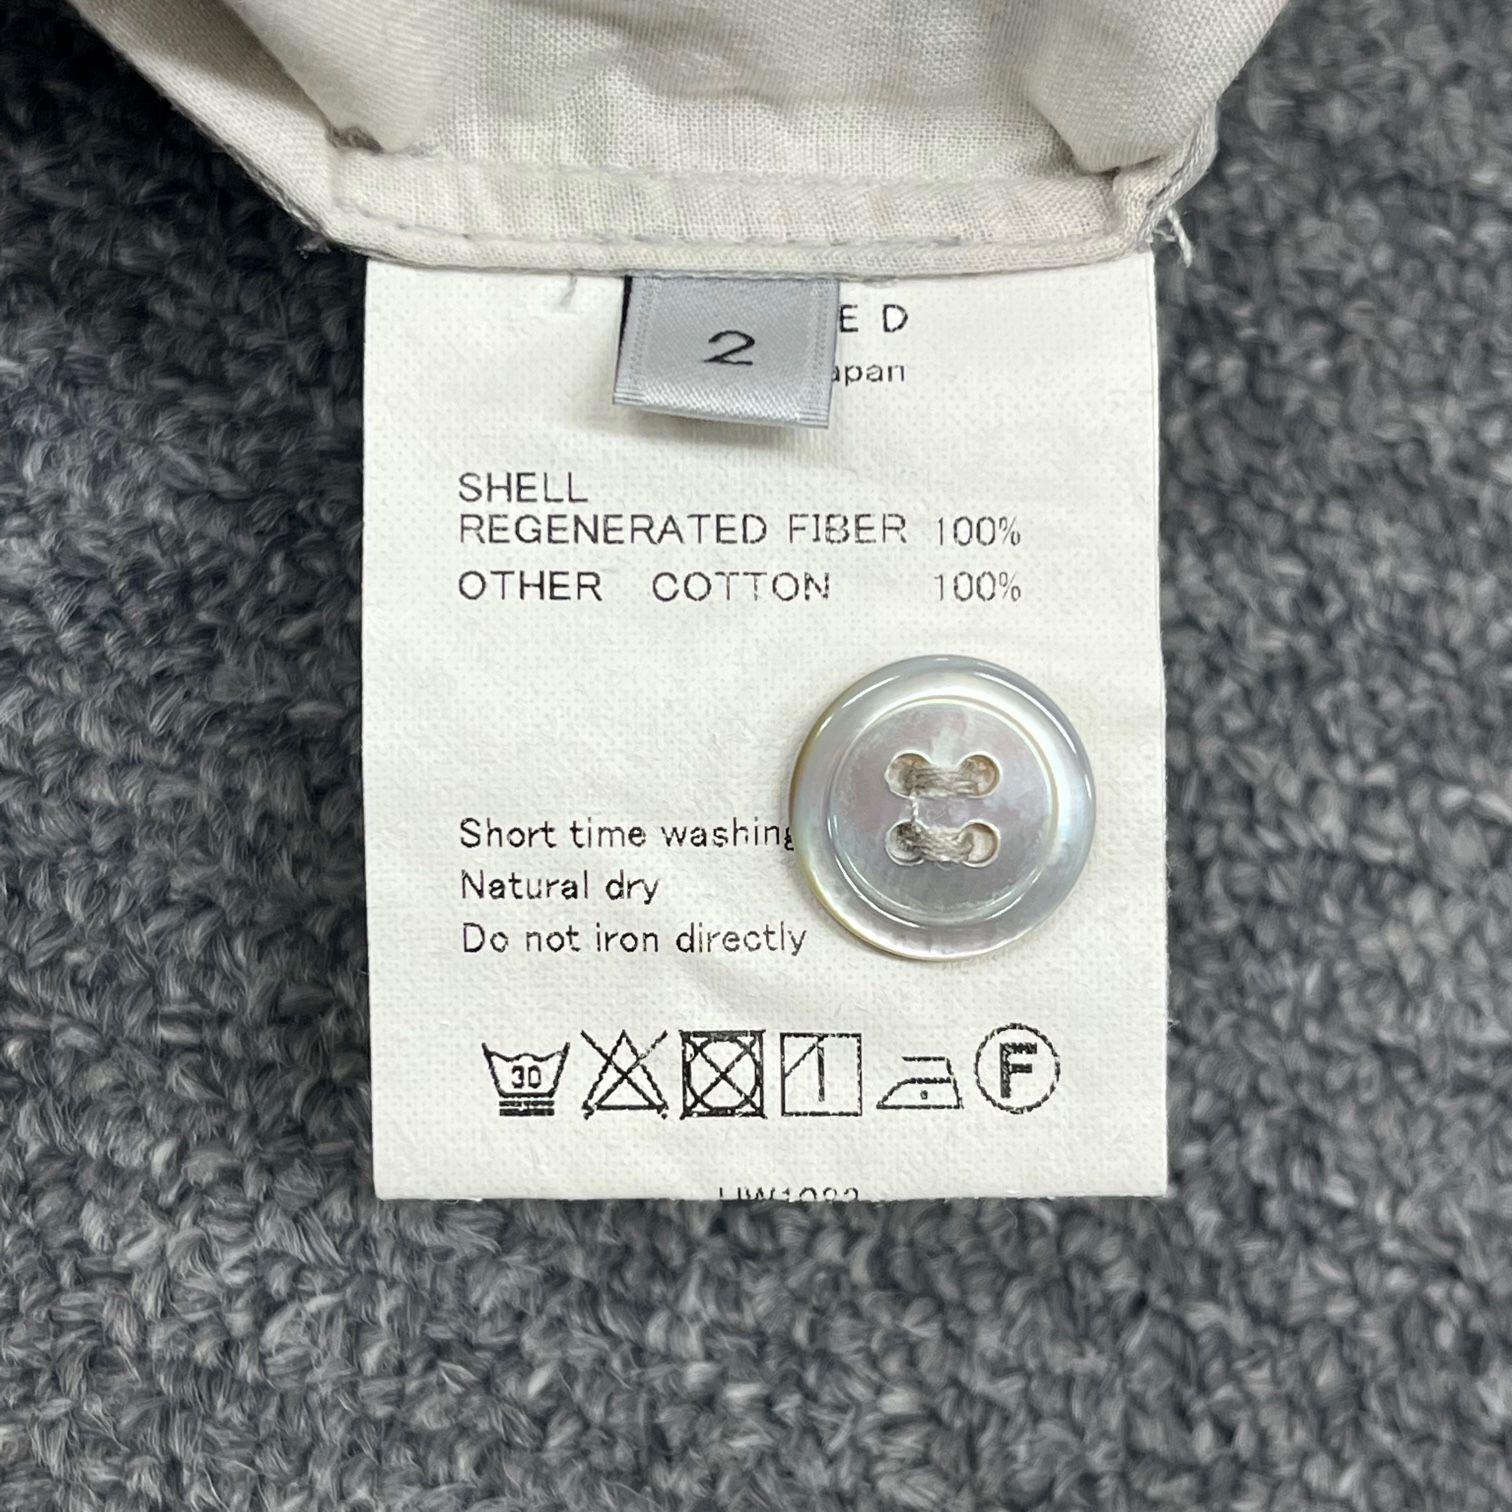 2
E D
apan
SHELL
REGENERATED FIBER 100%
OTHER COTTON 100%
Short time washing
Natural dry
Do not iron directly
30
F